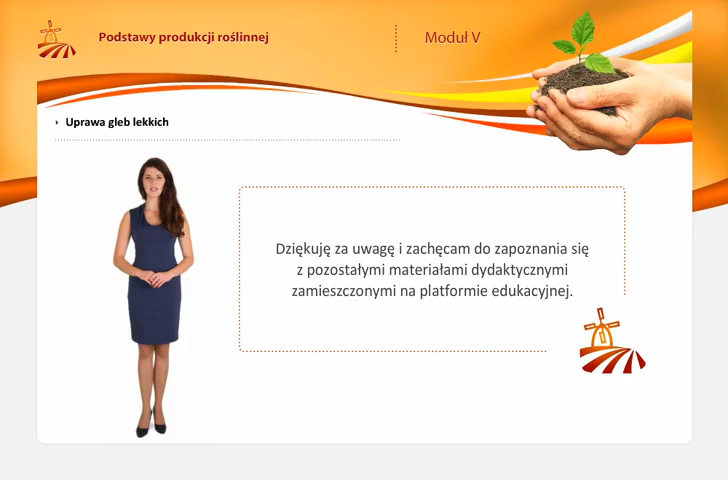 Podstawy produkcji roślinnej
Moduł V
Uprawa gleb lekkich
Dziękuję za uwagę i zachęcam do zapoznania się
z pozostałymi materiałami dydaktycznymi
zamieszczonymi na platformie edukacyjnej.